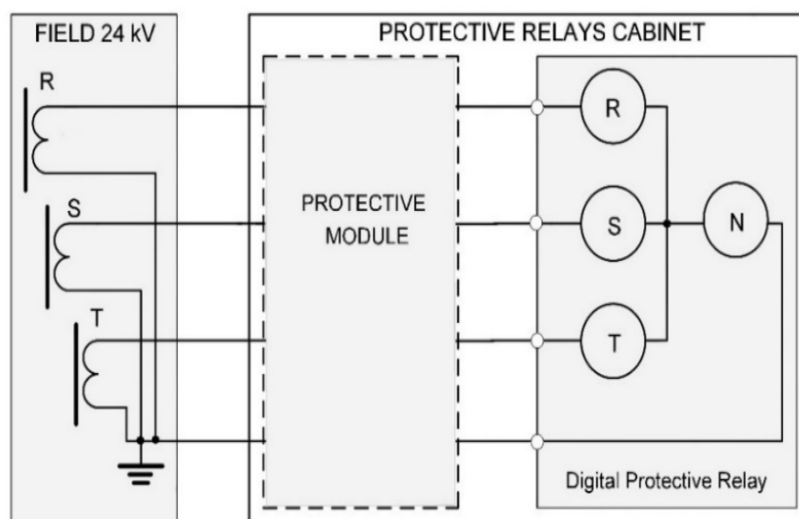 FIELD 24 kV
PROTECTIVE RELAYS CABINET
R
R
S
PROTECTIVE
MODULE
S
N
T
T
Digital Protective Relay